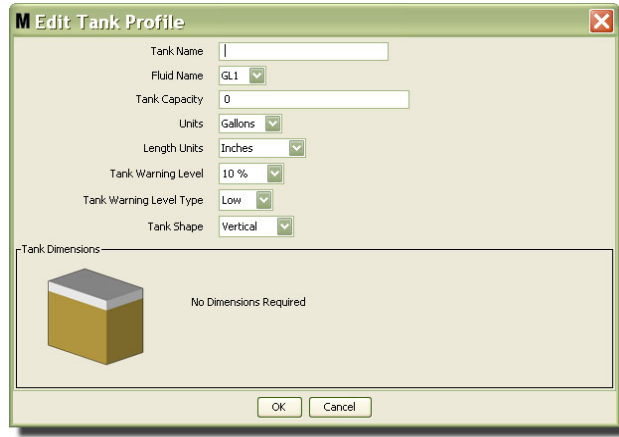 M Edit Tank Profile
Tank Name
Fluid Name GL1
Tank Capacity 0
Units Gallons
Length Units Inches
Tank Warning Level 10 %
Tank Warning Level Type Low
Tank Shape Vertical
Tank Dimensions
No Dimensions Required
OK Cancel